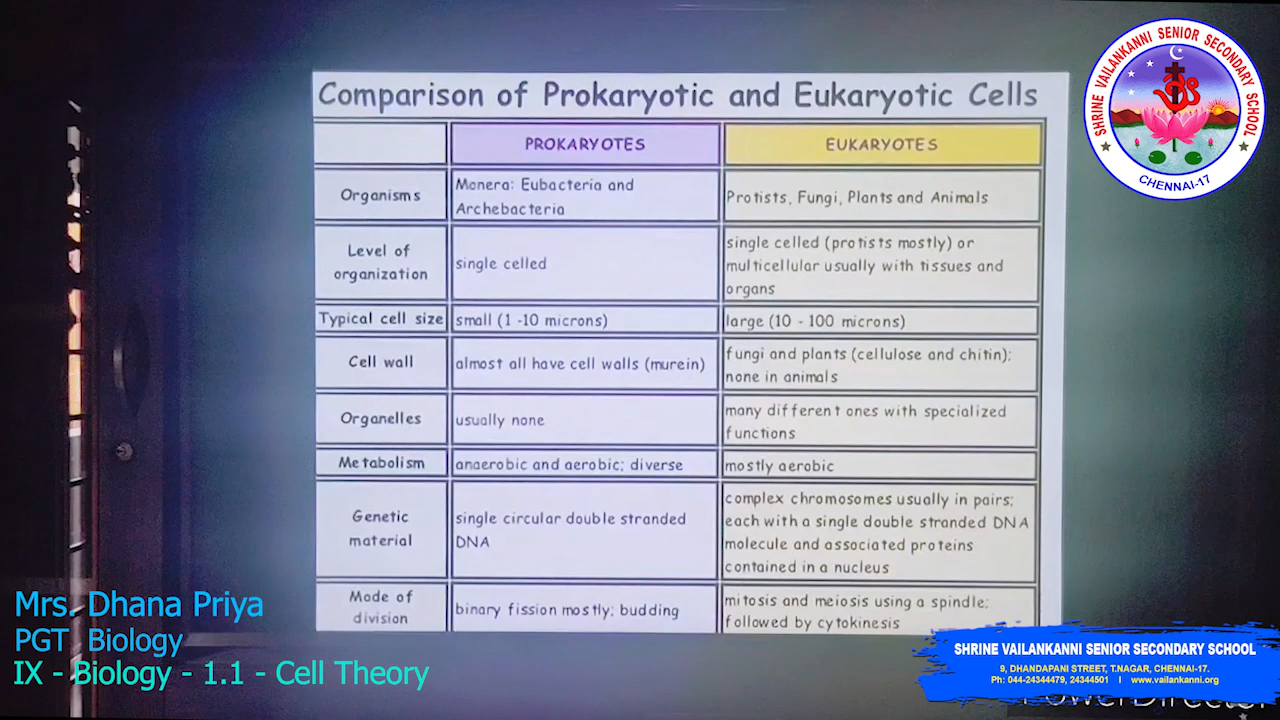 Comparison of Prokaryotic and Eukaryotic Cells
PROKARYOTES
EUKARYOTES
Organisms
Monera: Eubacteria and
Archebacteria
Protists, Fungi, Plants and Animals
Level of
organization
single celled
single celled (protists mostly) or
multicellular usually with tissues and
organs
Typical cell size
small (1 -10 microns)
large (10 - 100 microns)
Cell wall
almost all have cell walls (murein)
fungi and plants (cellulose and chitin);
none in animals
Organelles
usually none
many different ones with specialized
functions
Metabolism
anaerobic and aerobic; diverse
mostly aerobic
Genetic
material
single circular double stranded
DNA
complex chromosomes usually in pairs;
each with a single double stranded DNA
molecule and associated proteins
contained in a nucleus
Mode of
division
binary fission mostly; budding
mitosis and meiosis using a spindle;
followed by cytokinesis
SHRINE VAILANKANNI SENIOR SECONDARY SCHOOL
CHENNAI-17
Mrs. Dhana Priya
PGT Biology
IX - Biology - 1.1 - Cell Theory
SHRINE VAILANKANNI SENIOR SECONDARY SCHOOL
9, DHANDAPANI STREET, T.NAGAR, CHENNAI-17.
Ph: 044-24344479, 24344501 I www.vailankanni.org
PowerDirector